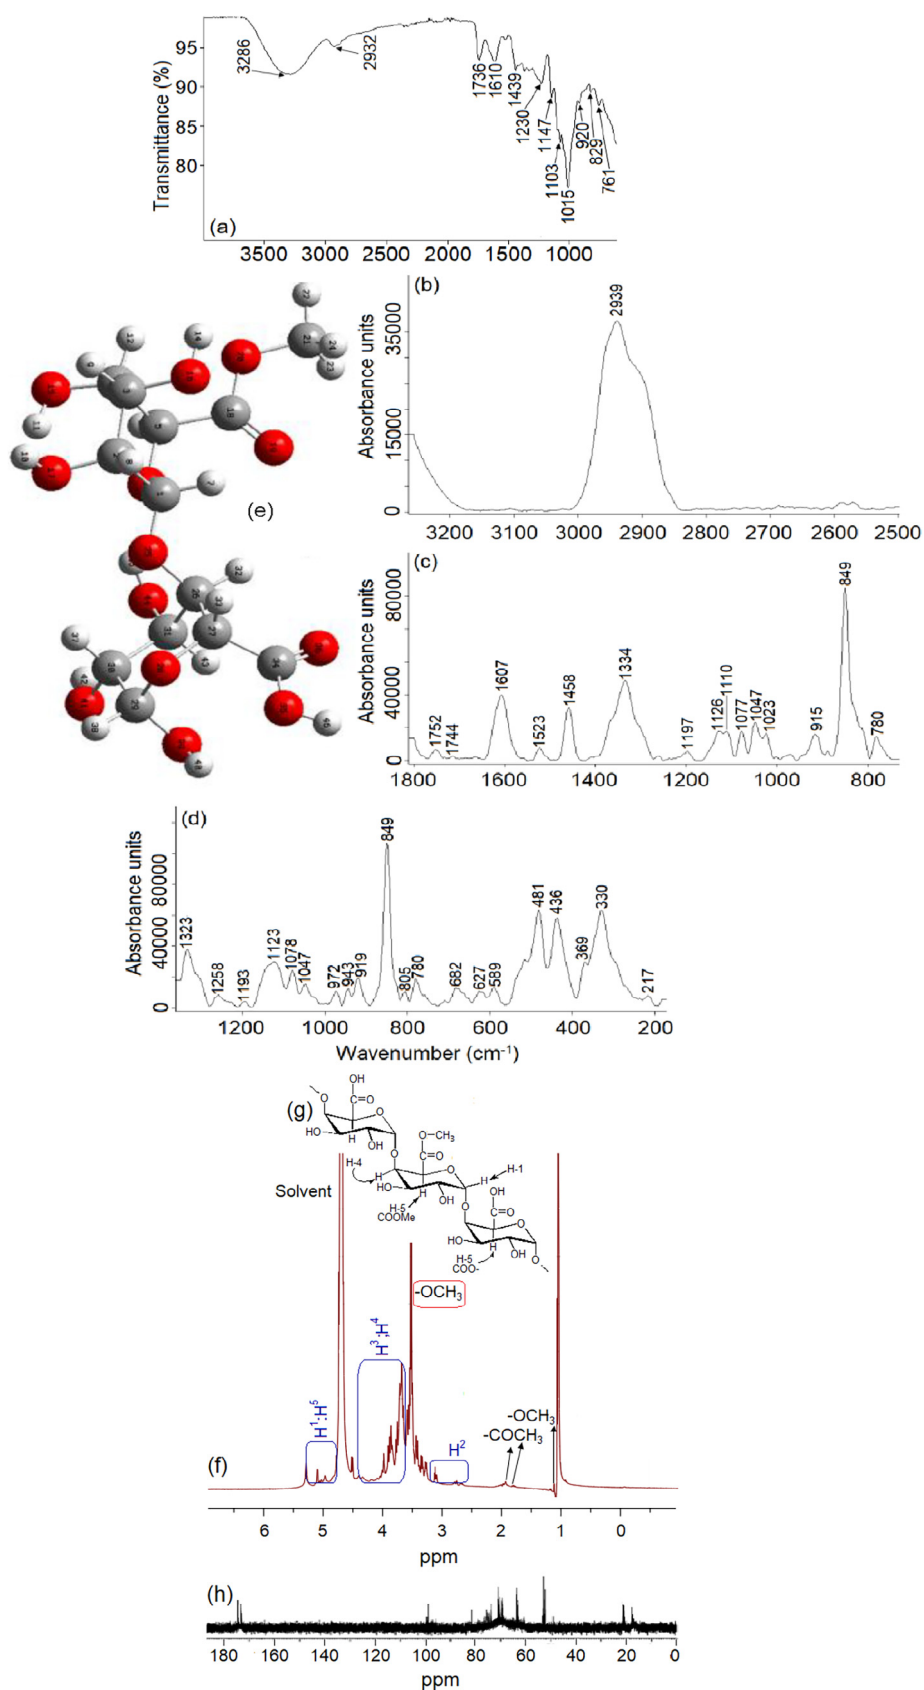 Transmittance (%)
95
90
85
80
3286
2932
1736
1610
1439
1230
1147
1103
1015
920
829
761
(a)
3500 3000 2500 2000 1500 1000
(b)
2939
Absorbance units
35000
15000
0
3200 3100 3000 2900 2800 2700 2600 2500
(e)
(c)
Absorbance units
80000
40000
0
1752
1744
1607
1523
1458
1334
1197
1126
1110
1077
1047
1023
915
849
780
1800 1600 1400 1200 1000 800
(d)
Absorbance units
80000
40000
0
1323
1258
1193
1123
1078
1047
972
943
919
849
805
780
682
627
589
481
436
369
330
217
1200 1000 800 600 400 200
Wavenumber (cm⁻¹)
(g)
OH
C=O
O
O
HO
OH
H
O
O-CH₃
C=O
H-4
H
O
HO
H
OH
H
H-1
H-5
COOMe
O
OH
C=O
O
HO
H
OH
O
H-5
COO-
Solvent
-OCH₃
H³:H⁴
H¹:H⁵
H²
-OCH₃
-COCH₃
(f)
6 5 4 3 2 1 0
ppm
(h)
180 160 140 120 100 80 60 40 20 0
ppm